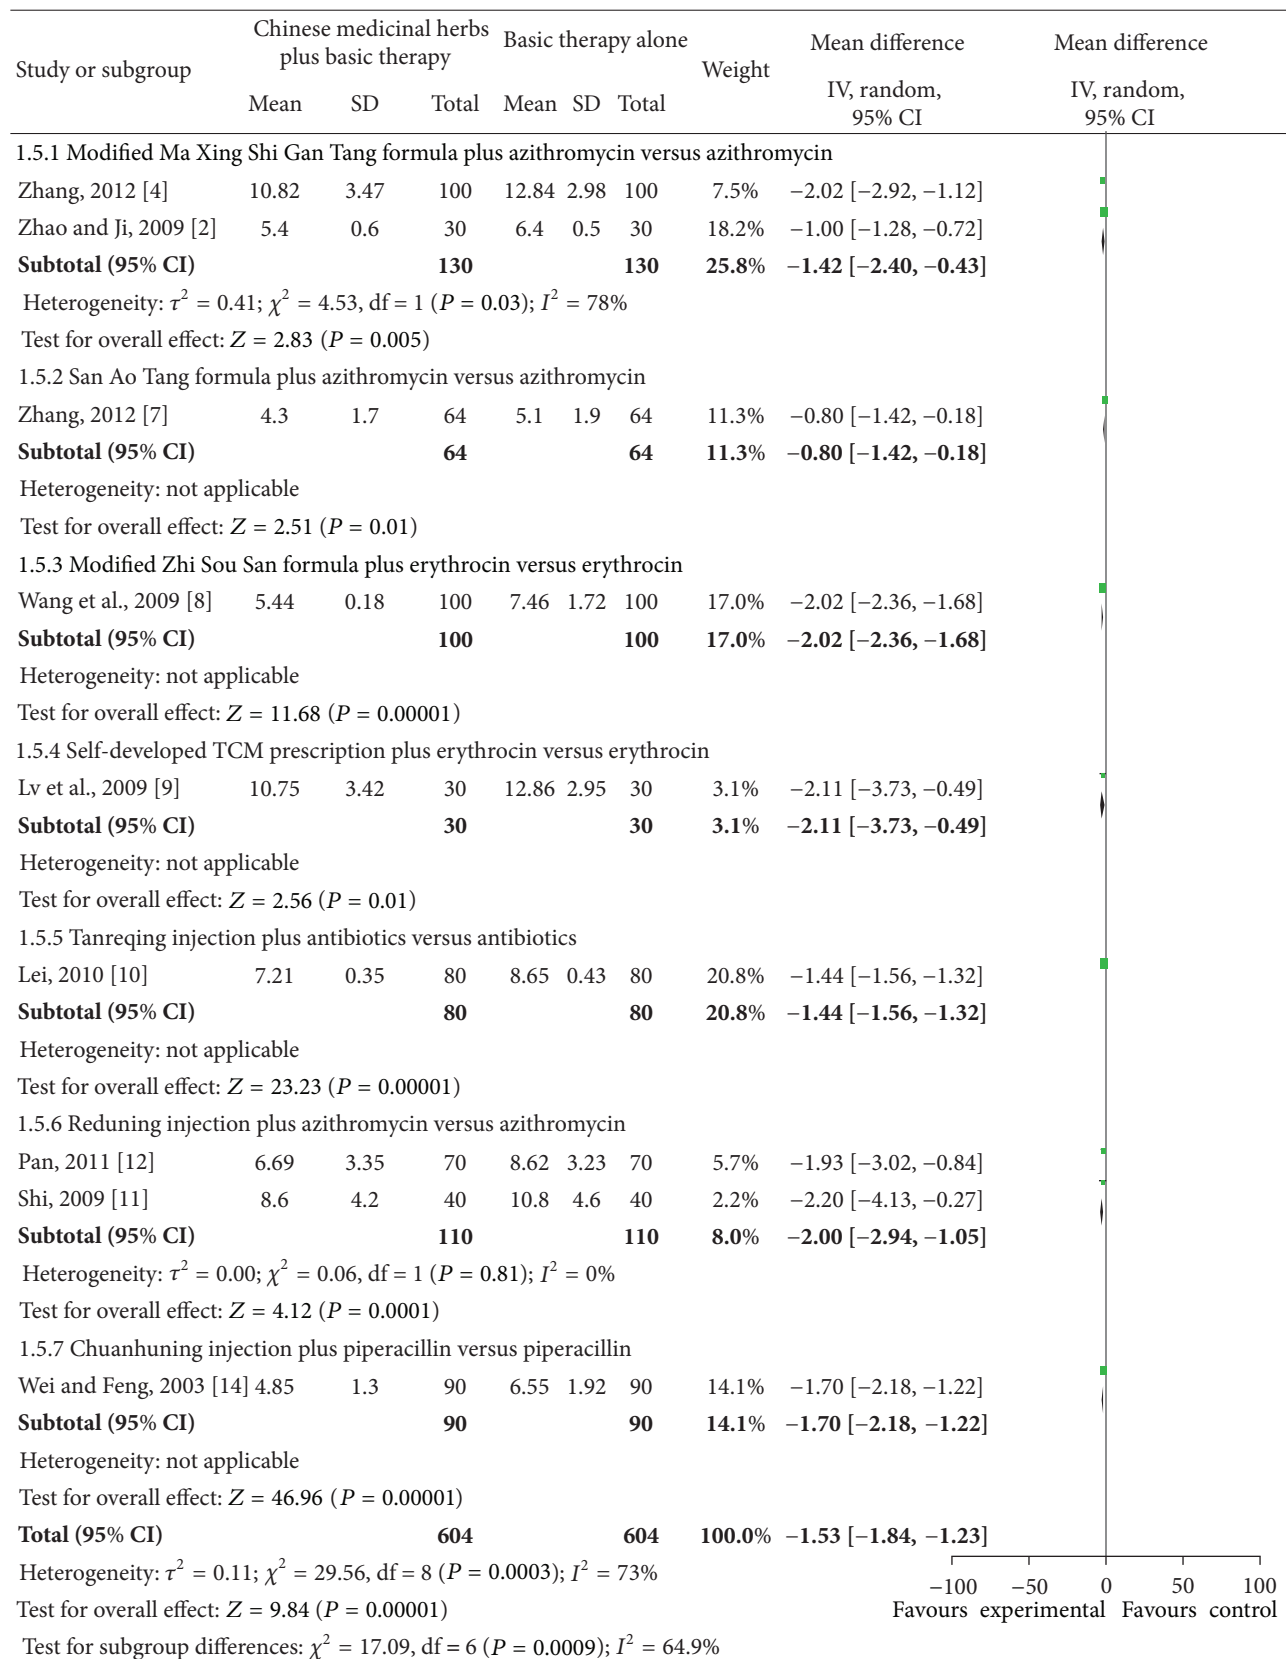 Study or subgroup
Chinese medicinal herbs
plus basic therapy
Basic therapy alone
Weight
Mean difference
Mean difference
Mean SD Total Mean SD Total
IV, random,
95% CI
IV, random,
95% CI
1.5.1 Modified Ma Xing Shi Gan Tang formula plus azithromycin versus azithromycin
Zhang, 2012 [4] 10.82 3.47 100 12.84 2.98 100 7.5% −2.02 [−2.92, −1.12]
Zhao and Ji, 2009 [2] 5.4 0.6 30 6.4 0.5 30 18.2% −1.00 [−1.28, −0.72]
Subtotal (95% CI) 130 130 25.8% −1.42 [−2.40, −0.43]
Heterogeneity: τ² = 0.41; χ² = 4.53, df = 1 (P = 0.03); I² = 78%
Test for overall effect: Z = 2.83 (P = 0.005)
1.5.2 San Ao Tang formula plus azithromycin versus azithromycin
Zhang, 2012 [7] 4.3 1.7 64 5.1 1.9 64 11.3% −0.80 [−1.42, −0.18]
Subtotal (95% CI) 64 64 11.3% −0.80 [−1.42, −0.18]
Heterogeneity: not applicable
Test for overall effect: Z = 2.51 (P = 0.01)
1.5.3 Modified Zhi Sou San formula plus erythrocin versus erythrocin
Wang et al., 2009 [8] 5.44 0.18 100 7.46 1.72 100 17.0% −2.02 [−2.36, −1.68]
Subtotal (95% CI) 100 100 17.0% −2.02 [−2.36, −1.68]
Heterogeneity: not applicable
Test for overall effect: Z = 11.68 (P = 0.00001)
1.5.4 Self-developed TCM prescription plus erythrocin versus erythrocin
Lv et al., 2009 [9] 10.75 3.42 30 12.86 2.95 30 3.1% −2.11 [−3.73, −0.49]
Subtotal (95% CI) 30 30 3.1% −2.11 [−3.73, −0.49]
Heterogeneity: not applicable
Test for overall effect: Z = 2.56 (P = 0.01)
1.5.5 Tanreqing injection plus antibiotics versus antibiotics
Lei, 2010 [10] 7.21 0.35 80 8.65 0.43 80 20.8% −1.44 [−1.56, −1.32]
Subtotal (95% CI) 80 80 20.8% −1.44 [−1.56, −1.32]
Heterogeneity: not applicable
Test for overall effect: Z = 23.23 (P = 0.00001)
1.5.6 Reduning injection plus azithromycin versus azithromycin
Pan, 2011 [12] 6.69 3.35 70 8.62 3.23 70 5.7% −1.93 [−3.02, −0.84]
Shi, 2009 [11] 8.6 4.2 40 10.8 4.6 40 2.2% −2.20 [−4.13, −0.27]
Subtotal (95% CI) 110 110 8.0% −2.00 [−2.94, −1.05]
Heterogeneity: τ² = 0.00; χ² = 0.06, df = 1 (P = 0.81); I² = 0%
Test for overall effect: Z = 4.12 (P = 0.0001)
1.5.7 Chuanhuning injection plus piperacillin versus piperacillin
Wei and Feng, 2003 [14] 4.85 1.3 90 6.55 1.92 90 14.1% −1.70 [−2.18, −1.22]
Subtotal (95% CI) 90 90 14.1% −1.70 [−2.18, −1.22]
Heterogeneity: not applicable
Test for overall effect: Z = 46.96 (P = 0.00001)
Total (95% CI) 604 604 100.0% −1.53 [−1.84, −1.23]
Heterogeneity: τ² = 0.11; χ² = 29.56, df = 8 (P = 0.0003); I² = 73%
Test for overall effect: Z = 9.84 (P = 0.00001)
Test for subgroup differences: χ² = 17.09, df = 6 (P = 0.0009); I² = 64.9%
−100 −50 0 50 100
Favours experimental Favours control